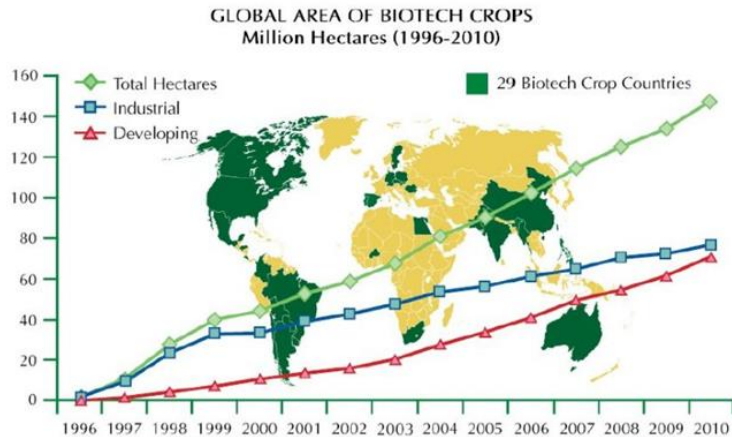 GLOBAL AREA OF BIOTECH CROPS
Million Hectares (1996-2010)
160
140
120
100
80
60
40
20
0
Total Hectares
Industrial
Developing
29 Biotech Crop Countries
1996 1997 1998 1999 2000 2001 2002 2003 2004 2005 2006 2007 2008 2009 2010